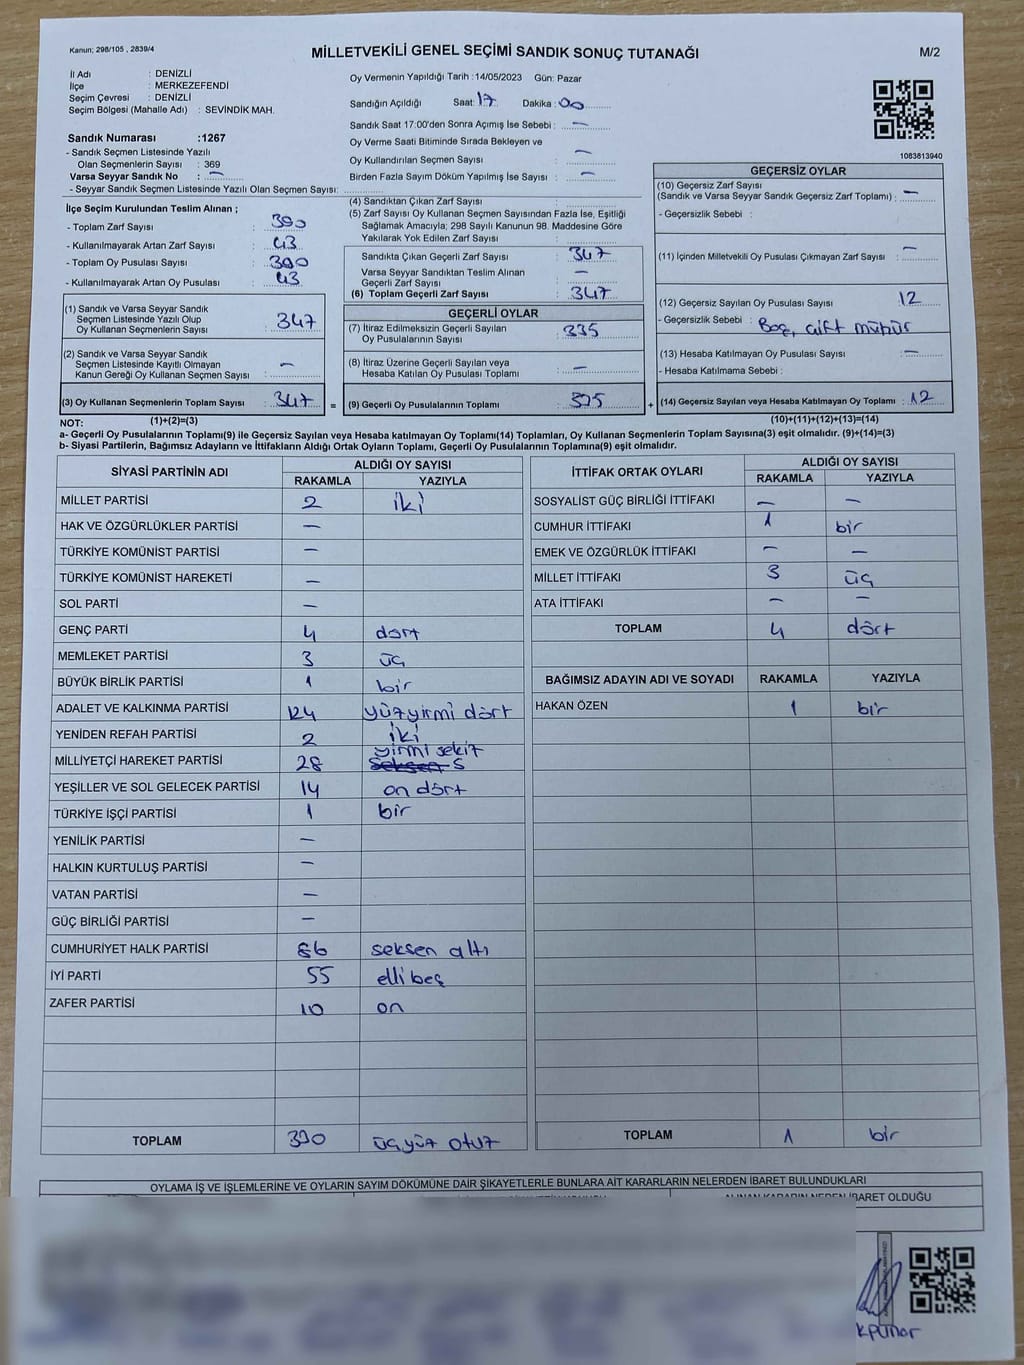 Kanun; 298/105 , 2839/4
MİLLETVEKİLİ GENEL SEÇİMİ SANDIK SONUÇ TUTANAĞI
M/2
İl Adı : DENİZLİ
İlçe : MERKEZEFENDİ
Seçim Çevresi : DENİZLİ
Seçim Bölgesi (Mahalle Adı) : SEVİNDİK MAH.
Sandık Numarası :1267
- Sandık Seçmen Listesinde Yazılı
Olan Seçmenlerin Sayısı : 369
Varsa Seyyar Sandık No : —
- Seyyar Sandık Seçmen Listesinde Yazılı Olan Seçmen Sayısı:
Oy Vermenin Yapıldığı Tarih :14/05/2023 Gün: Pazar
Sandığın Açıldığı Saat: 17 Dakika : 00
Sandık Saat 17:00'den Sonra Açımış İse Sebebi : —
Oy Verme Saati Bitiminde Sırada Bekleyen ve
Oy Kullandırılan Seçmen Sayısı : —
Birden Fazla Sayım Döküm Yapılmış İse Sayısı : —
1083813940
İlçe Seçim Kurulundan Teslim Alınan ;
- Toplam Zarf Sayısı : 390
- Kullanılmayarak Artan Zarf Sayısı : 43
- Toplam Oy Pusulası Sayısı : 390
- Kullanılmayarak Artan Oy Pusulası : 43
(4) Sandıktan Çıkan Zarf Sayısı :
(5) Zarf Sayısı Oy Kullanan Seçmen Sayısından Fazla İse, Eşitliği
Sağlamak Amacıyla; 298 Sayılı Kanunun 98. Maddesine Göre
Yakılarak Yok Edilen Zarf Sayısı :
Sandıkta Çıkan Geçerli Zarf Sayısı : 347
Varsa Seyyar Sandıktan Teslim Alınan
Geçerli Zarf Sayısı : —
(6) Toplam Geçerli Zarf Sayısı : 347
GEÇERSİZ OYLAR
(10) Geçersiz Zarf Sayısı
(Sandık ve Varsa Seyyar Sandık Geçersiz Zarf Toplamı) : —
- Geçersizlik Sebebi :
(11) İçinden Milletvekili Oy Pusulası Çıkmayan Zarf Sayısı : —
(12) Geçersiz Sayılan Oy Pusulası Sayısı : 12
- Geçersizlik Sebebi : Boş, çift mühür
(13) Hesaba Katılmayan Oy Pusulası Sayısı : —
- Hesaba Katılmama Sebebi :
(14) Geçersiz Sayılan veya Hesaba Katılmayan Oy Toplamı : 12
(1) Sandık ve Varsa Seyyar Sandık
Seçmen Listesinde Yazılı Olup
Oy Kullanan Seçmenlerin Sayısı : 347
(2) Sandık ve Varsa Seyyar Sandık
Seçmen Listesinde Kayıtlı Olmayan
Kanun Gereği Oy Kullanan Seçmen Sayısı : —
(3) Oy Kullanan Seçmenlerin Toplam Sayısı : 347 =
GEÇERLİ OYLAR
(7) İtiraz Edilmeksizin Geçerli Sayılan
Oy Pusulalarının Sayısı : 335
(8) İtiraz Üzerine Geçerli Sayılan veya
Hesaba Katılan Oy Pusulası Toplamı : —
(9) Geçerli Oy Pusulalarının Toplamı : 335 +
NOT: (1)+(2)=(3) (10)+(11)+(12)+(13)=(14)
a- Geçerli Oy Pusulalarının Toplamı(9) ile Geçersiz Sayılan veya Hesaba katılmayan Oy Toplamı(14) Toplamları, Oy Kullanan Seçmenlerin Toplam Sayısına(3) eşit olmalıdır. (9)+(14)=(3)
b- Siyasi Partilerin, Bağımsız Adayların ve İttifakların Aldığı Ortak Oyların Toplamı, Geçerli Oy Pusulalarının Toplamına(9) eşit olmalıdır.
SİYASİ PARTİNİN ADI ALDIĞI OY SAYISI
RAKAMLA YAZIYLA
MİLLET PARTİSİ 2 iki
HAK VE ÖZGÜRLÜKLER PARTİSİ —
TÜRKİYE KOMÜNİST PARTİSİ —
TÜRKİYE KOMÜNİST HAREKETİ —
SOL PARTİ —
GENÇ PARTİ 4 dört
MEMLEKET PARTİSİ 3 üç
BÜYÜK BİRLİK PARTİSİ 1 bir
ADALET VE KALKINMA PARTİSİ 124 yüzyirmi dört
YENİDEN REFAH PARTİSİ 2 iki
MİLLİYETÇİ HAREKET PARTİSİ 28 yirmi sekiz
YEŞİLLER VE SOL GELECEK PARTİSİ 14 on dört
TÜRKİYE İŞÇİ PARTİSİ 1 bir
YENİLİK PARTİSİ —
HALKIN KURTULUŞ PARTİSİ —
VATAN PARTİSİ —
GÜÇ BİRLİĞİ PARTİSİ —
CUMHURİYET HALK PARTİSİ 86 seksen altı
İYİ PARTİ 55 elli beş
ZAFER PARTİSİ 10 on
TOPLAM 330 üçyüz otuz
İTTİFAK ORTAK OYLARI ALDIĞI OY SAYISI
RAKAMLA YAZIYLA
SOSYALİST GÜÇ BİRLİĞİ İTTİFAKI — —
CUMHUR İTTİFAKI 1 bir
EMEK VE ÖZGÜRLÜK İTTİFAKI — —
MİLLET İTTİFAKI 3 üç
ATA İTTİFAKI — —
TOPLAM 4 dört
BAĞIMSIZ ADAYIN ADI VE SOYADI RAKAMLA YAZIYLA
HAKAN ÖZEN 1 bir
TOPLAM 1 bir
OYLAMA İŞ VE İŞLEMLERİNE VE OYLARIN SAYIM DÖKÜMÜNE DAİR ŞİKAYETLERLE BUNLARA AİT KARARLARIN NELERDEN İBARET BULUNDUKLARI
ALINAN KARARIN NEDEN İBARET OLDUĞU